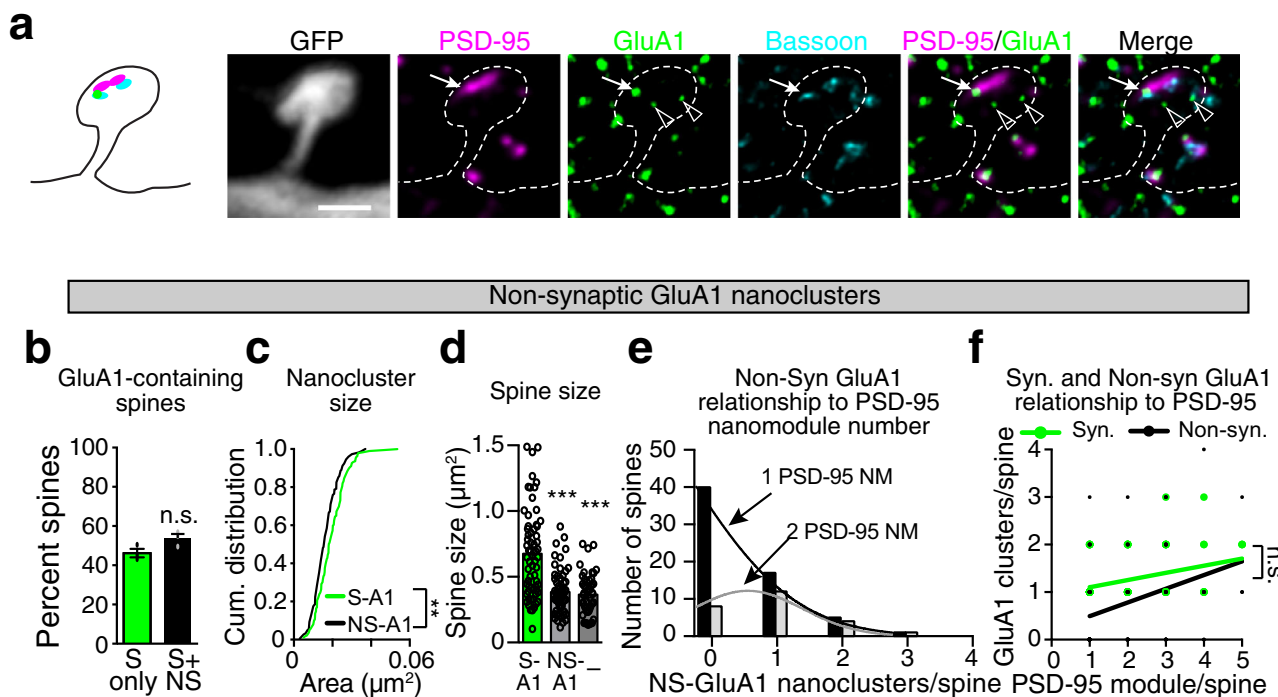 a
GFP
PSD-95
GluA1
Bassoon
PSD-95/GluA1
Merge
Non-synaptic GluA1 nanoclusters
b
GluA1-containing
spines
Percent spines
100
80
60
40
20
0
n.s.
S
only
S+
NS
c
Nanocluster
size
Cum. distribution
1.0
0.8
0.6
0.4
0.2
0
S-A1
NS-A1
**
0
0.06
Area (µm²)
d
Spine size
Spine size (µm²)
1.5
1.0
0.5
0
***
***
S-
A1
NS-
A1
–
e
Non-Syn GluA1
relationship to PSD-95
nanomodule number
Number of spines
50
40
30
20
10
0
1 PSD-95 NM
2 PSD-95 NM
0 1 2 3 4
NS-GluA1 nanoclusters/spine
f
Syn. and Non-syn GluA1
relationship to PSD-95
Syn.
Non-syn.
GluA1 clusters/spine
4
3
2
1
0
n.s.
0 1 2 3 4 5
PSD-95 module/spine